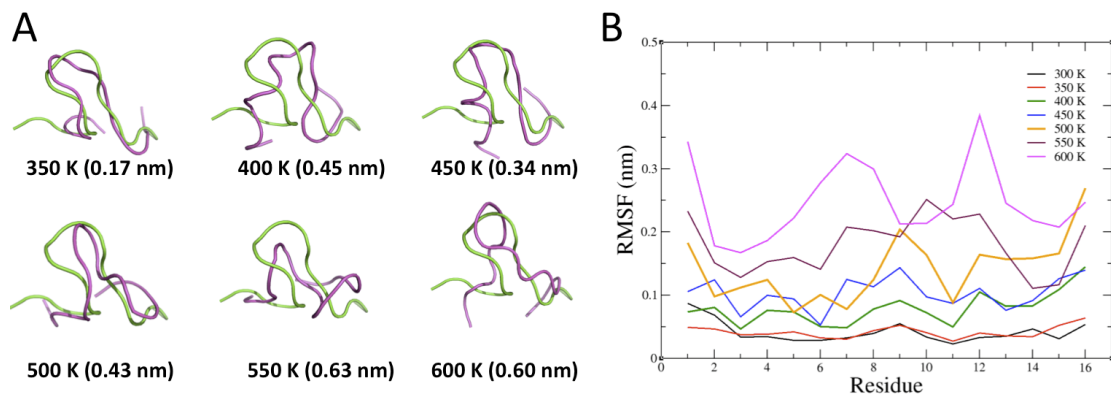 A
350 K (0.17 nm)
400 K (0.45 nm)
450 K (0.34 nm)
500 K (0.43 nm)
550 K (0.63 nm)
600 K (0.60 nm)
B
RMSF (nm)
0.5
0.4
0.3
0.2
0.1
0
0 2 4 6 8 10 12 14 16
Residue
300 K
350 K
400 K
450 K
500 K
550 K
600 K